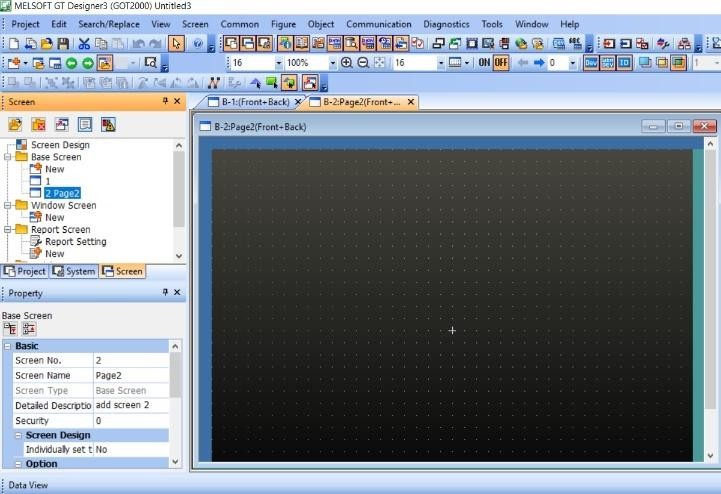 MELSOFT GT Designer3 (GOT2000) Untitled3
Project Edit Search/Replace View Screen Common Figure Object Communication Diagnostics Tools Window Help
16 100% 16 ON OFF 0 Dev ID 1
Screen
B-1:(Front+Back) B-2:Page2(Front+...
B-2:Page2(Front+Back)
Screen Design
Base Screen
New
1
2 Page2
Window Screen
New
Report Screen
Report Setting
New
Project System Screen
Property
Base Screen
Basic
Screen No. 2
Screen Name Page2
Screen Type Base Screen
Detailed Descriptio add screen 2
Security 0
Screen Design
Individually set t No
Option
Data View